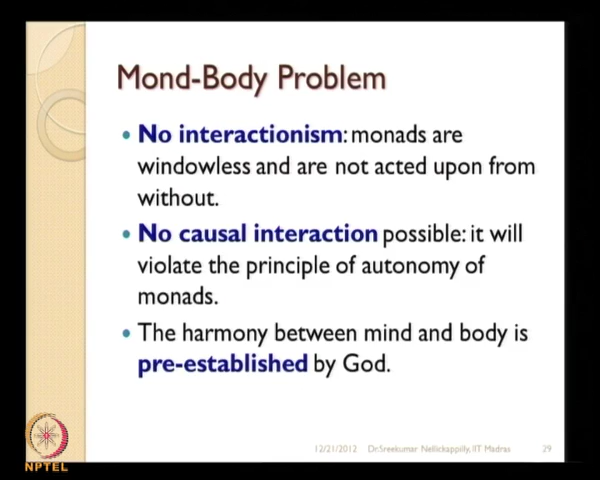 Mond-Body Problem
• No interactionism: monads are
windowless and are not acted upon from
without.
• No causal interaction possible: it will
violate the principle of autonomy of
monads.
• The harmony between mind and body is
pre-established by God.
12/21/2012 Dr.Sreekumar Nellickappilly, IIT Madras 29
NPTEL